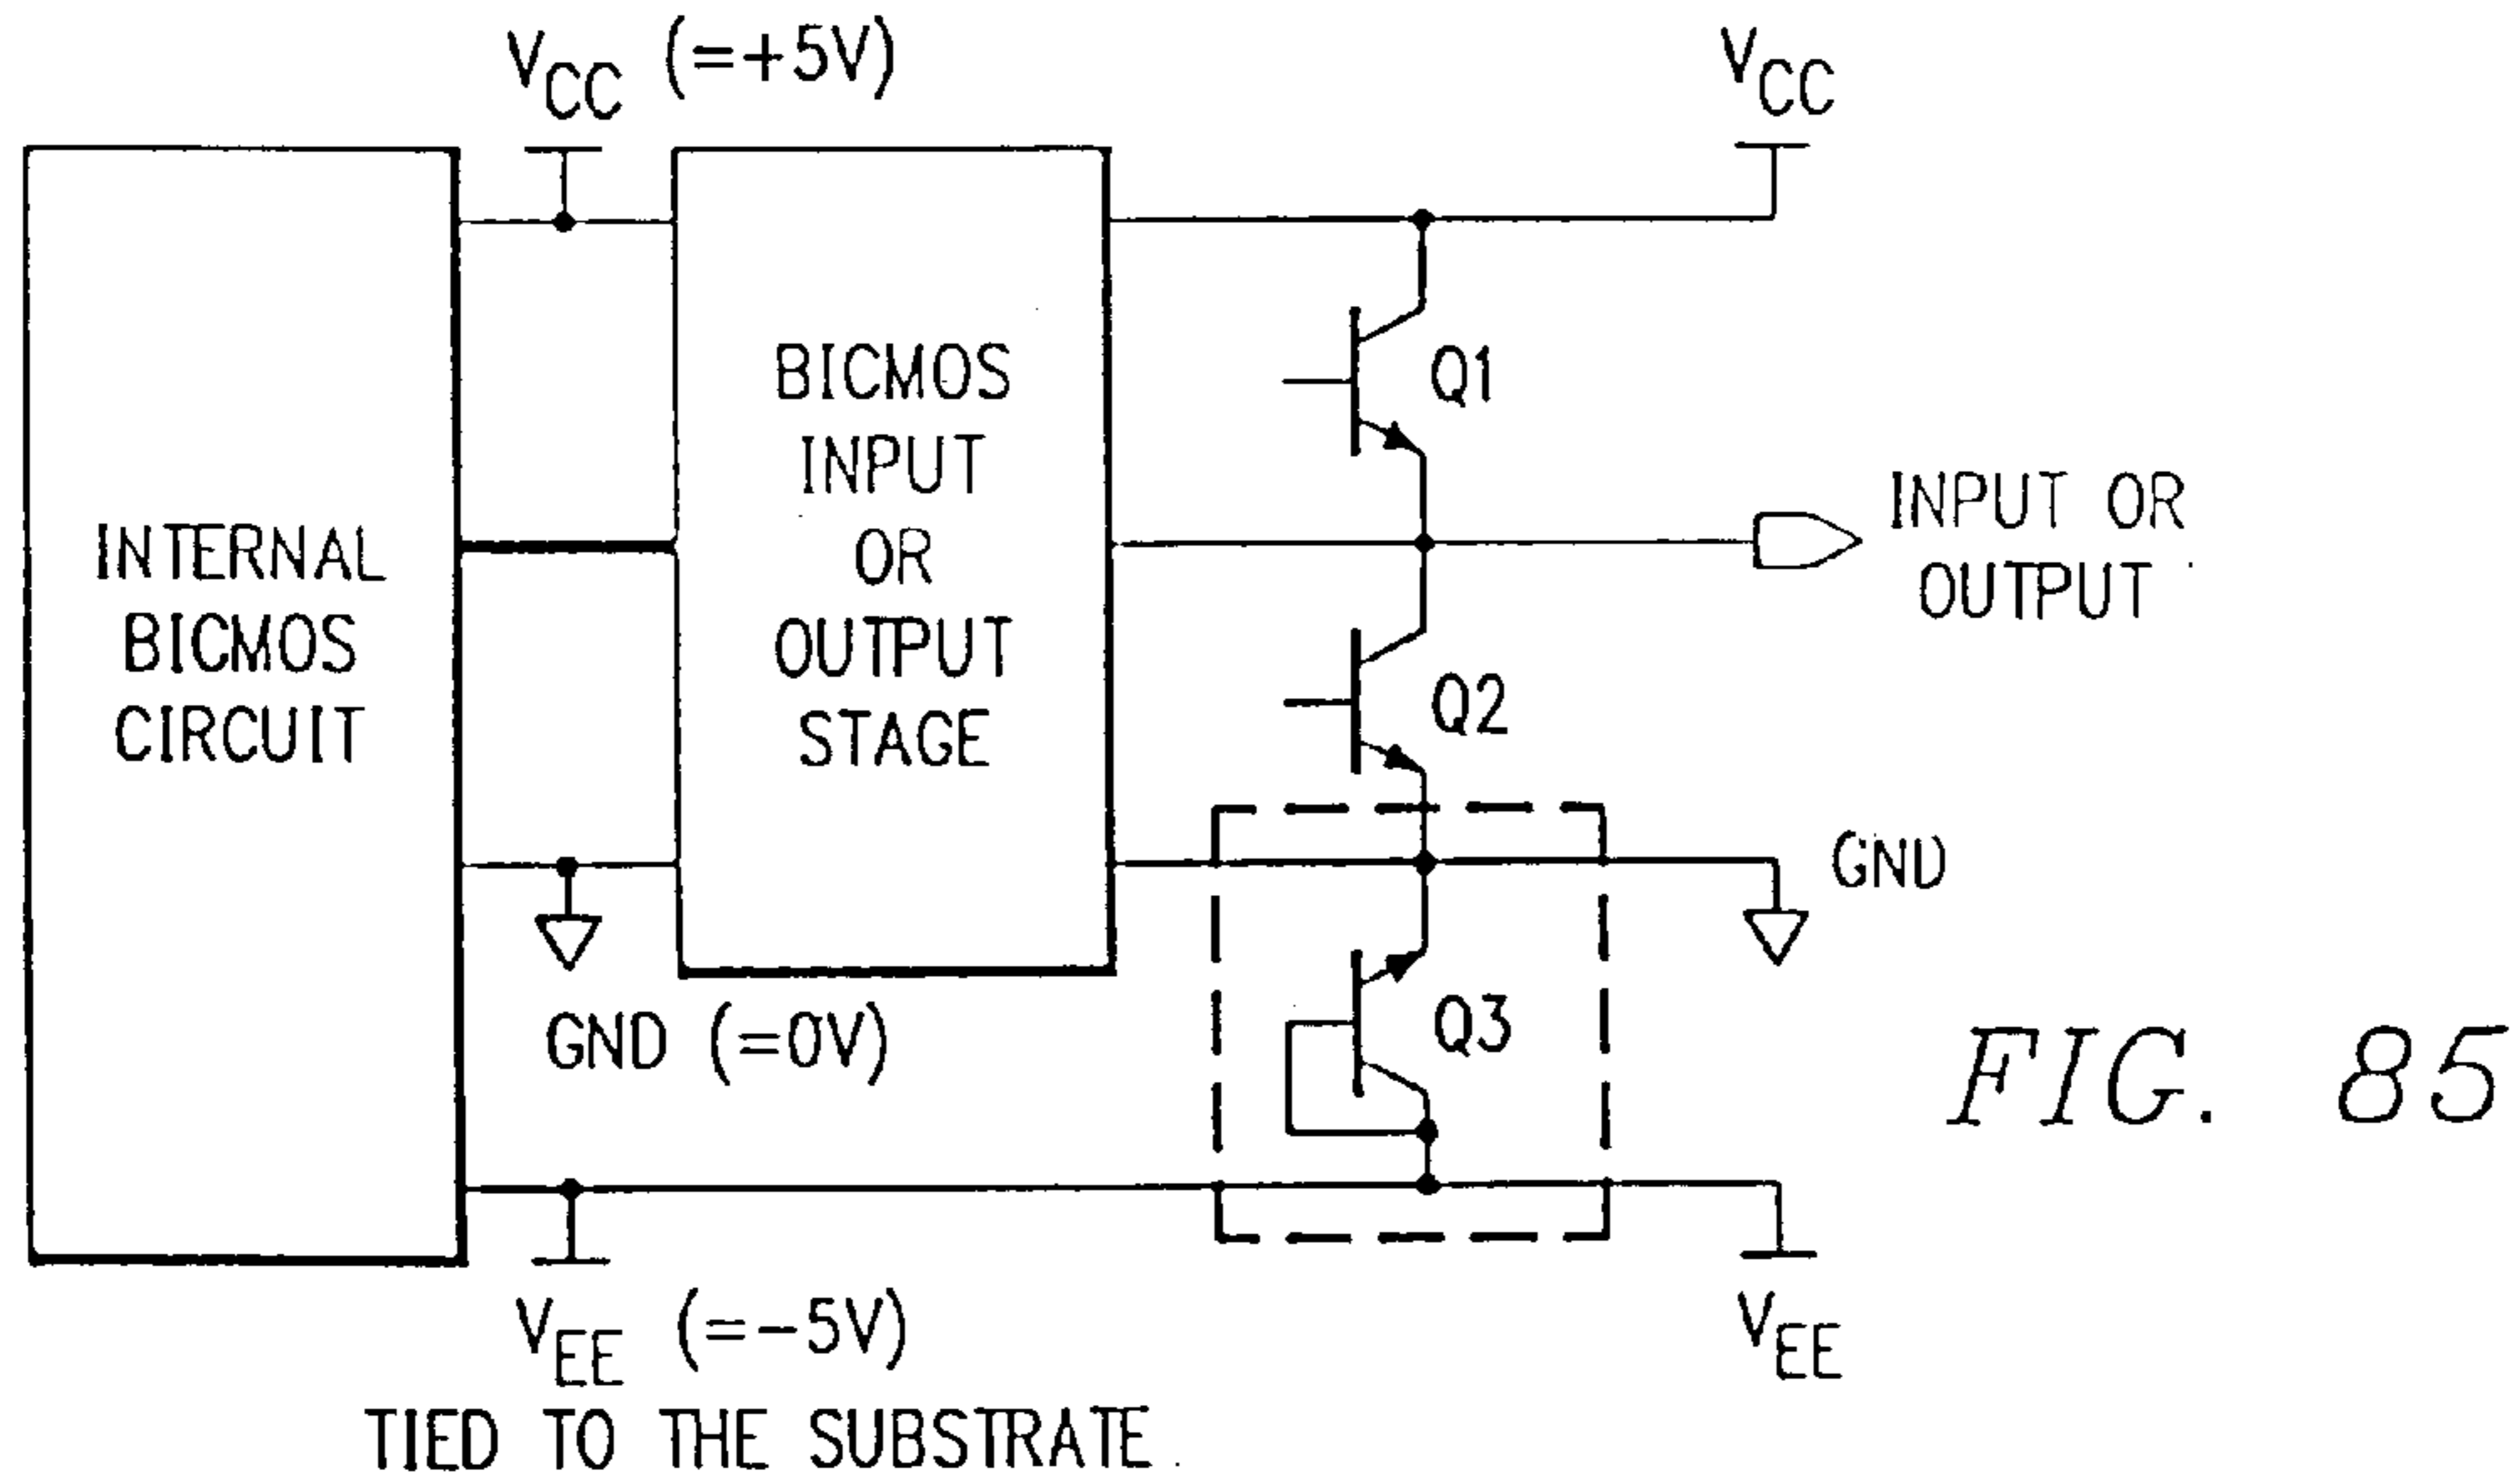 VCC (=+5V)
VCC
INTERNAL
BICMOS
CIRCUIT
BICMOS
INPUT
OR
OUTPUT
STAGE
Q1
INPUT OR
OUTPUT
Q2
GND
GND (=0V)
Q3
FIG. 85
VEE (=-5V)
TIED TO THE SUBSTRATE
VEE